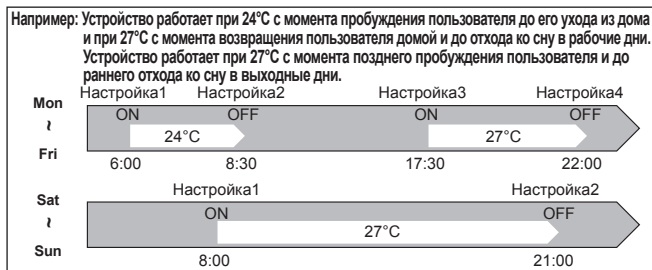 Например: Устройство работает при 24°C с момента пробуждения пользователя до его ухода из дома
и при 27°C с момента возвращения пользователя домой и до отхода ко сну в рабочие дни.
Устройство работает при 27°C с момента позднего пробуждения пользователя и до
раннего отхода ко сну в выходные дни.
Настройка1 Настройка2 Настройка3 Настройка4
Mon
ON OFF ON OFF
~
24°C 27°C
Fri
6:00 8:30 17:30 22:00
Настройка1 Настройка2
Sat
ON OFF
~
27°C
Sun
8:00 21:00